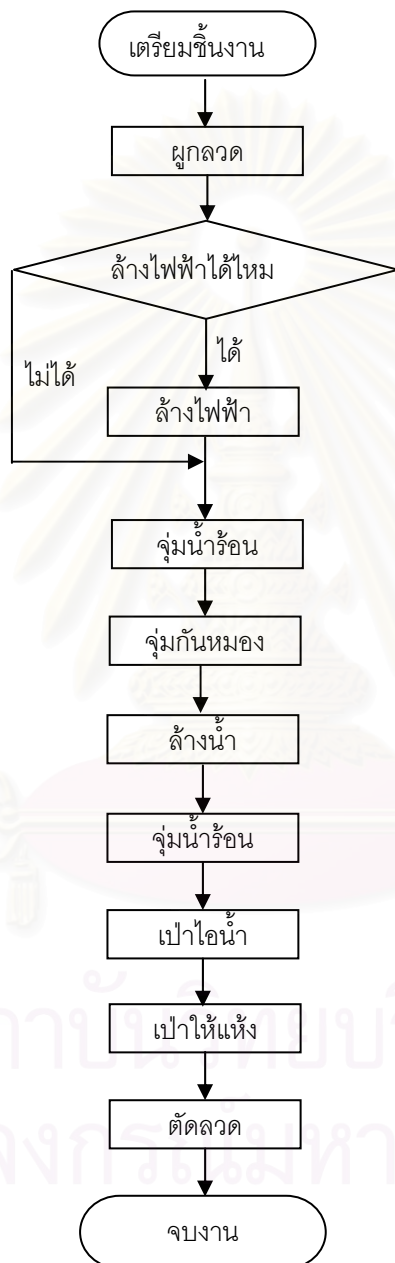 เตรียมชิ้นงาน
ผูกลวด
ล้างไฟฟ้าได้ไหม
ได้
ไม่ได้
ล้างไฟฟ้า
จุ่มน้ำร้อน
จุ่มกันหมอง
ล้างน้ำ
จุ่มน้ำร้อน
เป่าไอน้ำ
เป่าให้แห้ง
ตัดลวด
จบงาน